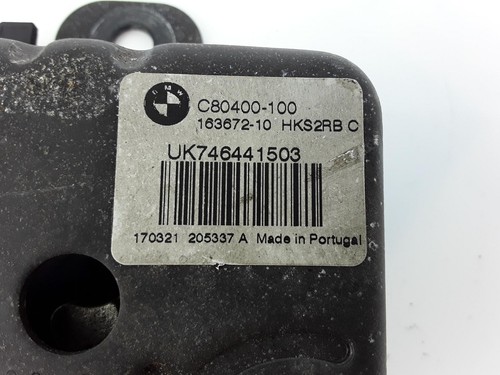 BMW
C80400-100
163672-10 HKS2RB C
UK746441503
170321 205337 A Made in Portugal